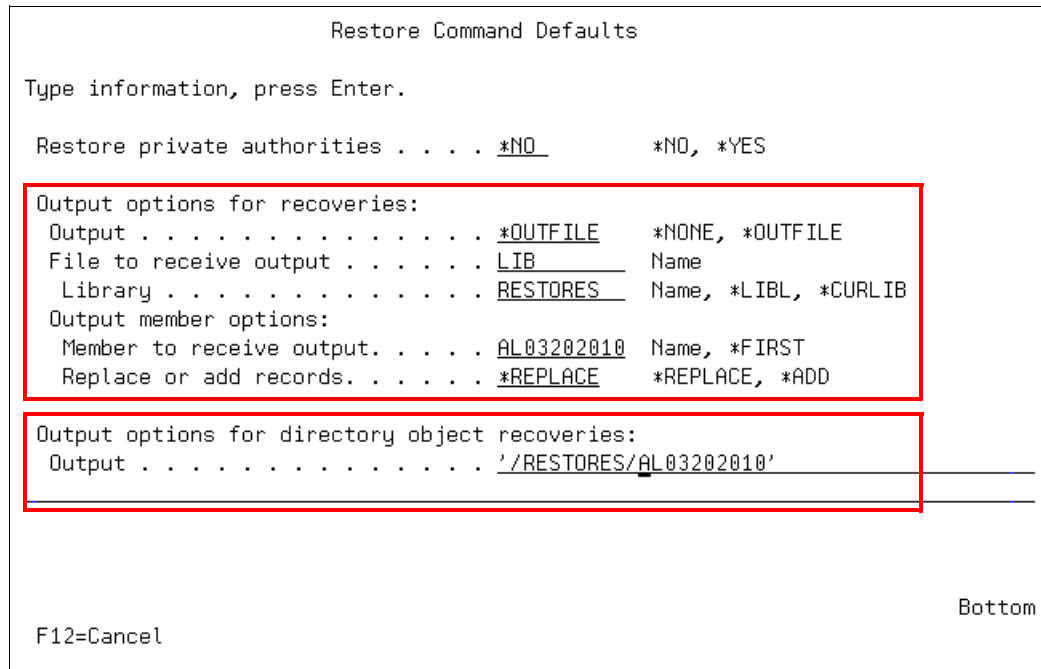 Restore Command Defaults
Type information, press Enter.
Restore private authorities . . . . *NO *NO, *YES
Output options for recoveries:
Output . . . . . . . . . . . . . . . *OUTFILE *NONE, *OUTFILE
File to receive output . . . . . . LIB Name
Library . . . . . . . . . . . . . RESTORES Name, *LIBL, *CURLIB
Output member options:
Member to receive output. . . . . AL03202010 Name, *FIRST
Replace or add records. . . . . . *REPLACE *REPLACE, *ADD
Output options for directory object recoveries:
Output . . . . . . . . . . . . . . . '/RESTORES/AL03202010'
Bottom
F12=Cancel